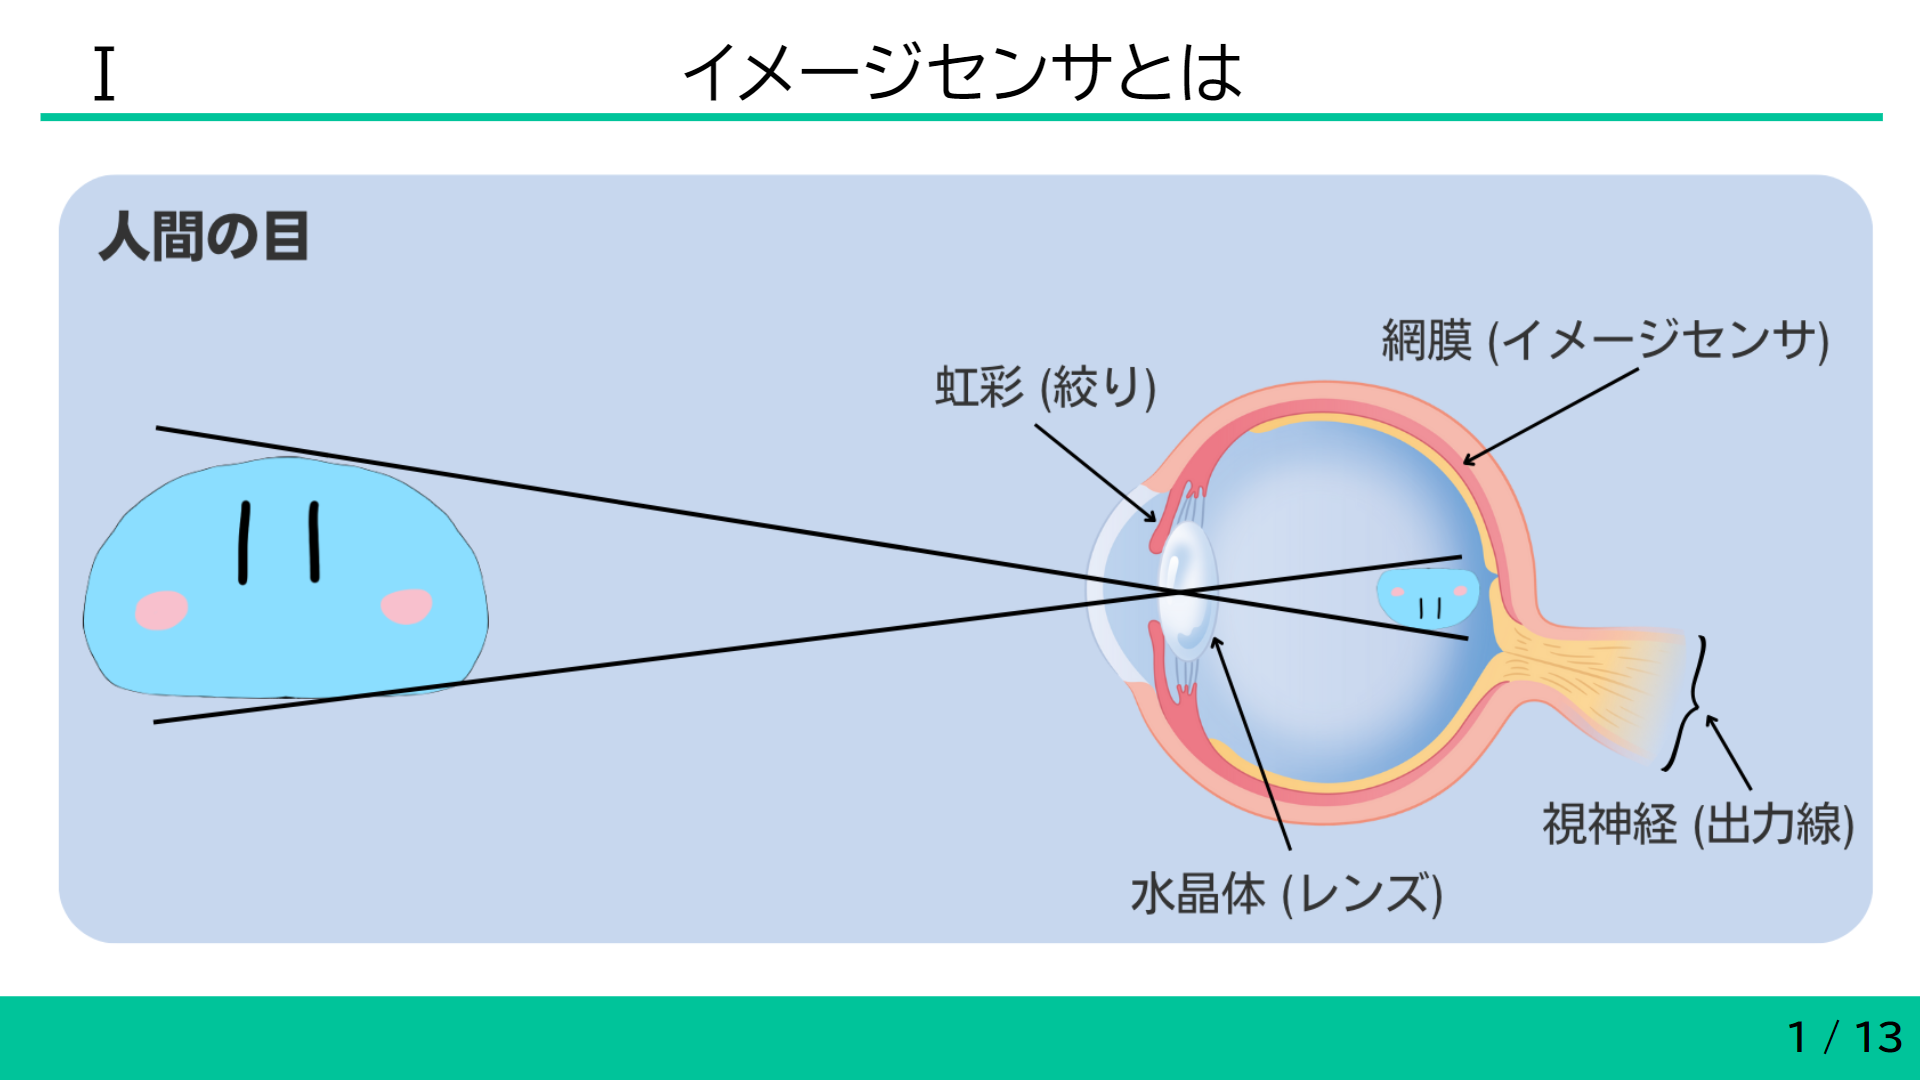 I
イメージセンサとは
人間の目
網膜 (イメージセンサ)
虹彩 (絞り)
視神経 (出力線)
水晶体 (レンズ)
1 / 13